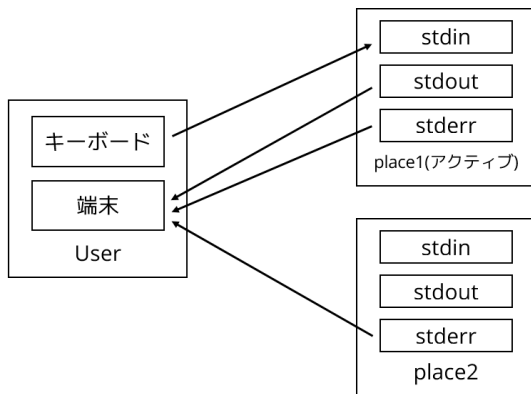 キーボード
端末
User
stdin
stdout
stderr
place1(アクティブ)
stdin
stdout
stderr
place2